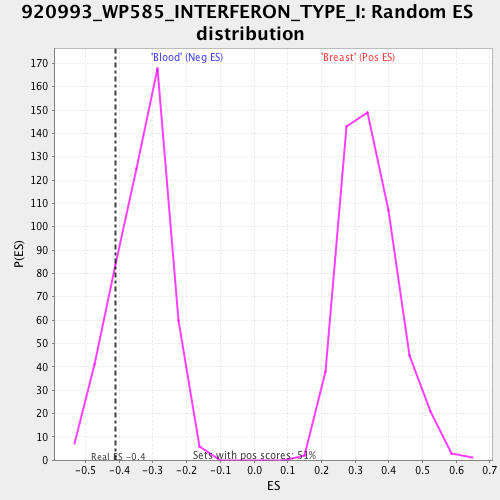 920993_WP585_INTERFERON_TYPE_I: Random ES
distribution
'Blood' (Neg ES)
'Breast' (Pos ES)
P(ES)
170
160
150
140
130
120
110
100
90
80
70
60
50
40
30
20
10
0
Real ES -0.4
Sets with pos scores: 51%
-0.5 -0.4 -0.3 -0.2 -0.1 0.0 0.1 0.2 0.3 0.4 0.5 0.6 0.7
ES